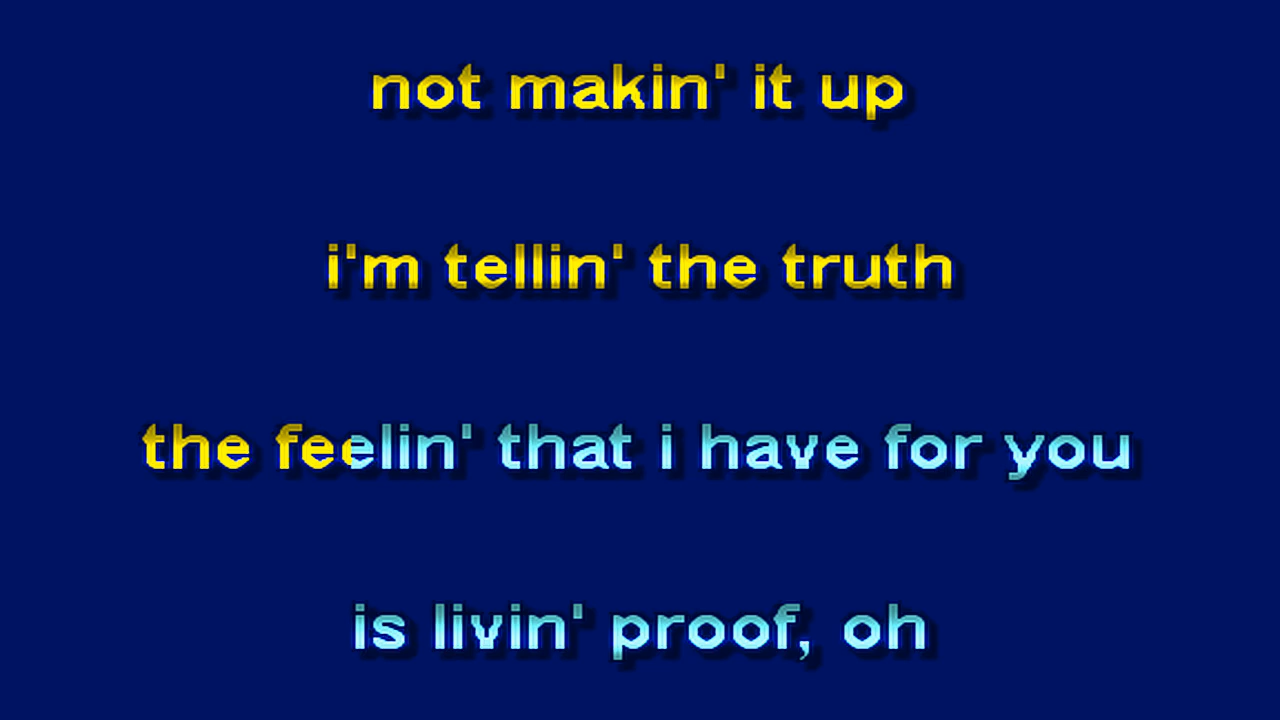 not makin' it up
i'm tellin' the truth
the feelin' that i have for you
is livin' proof, oh